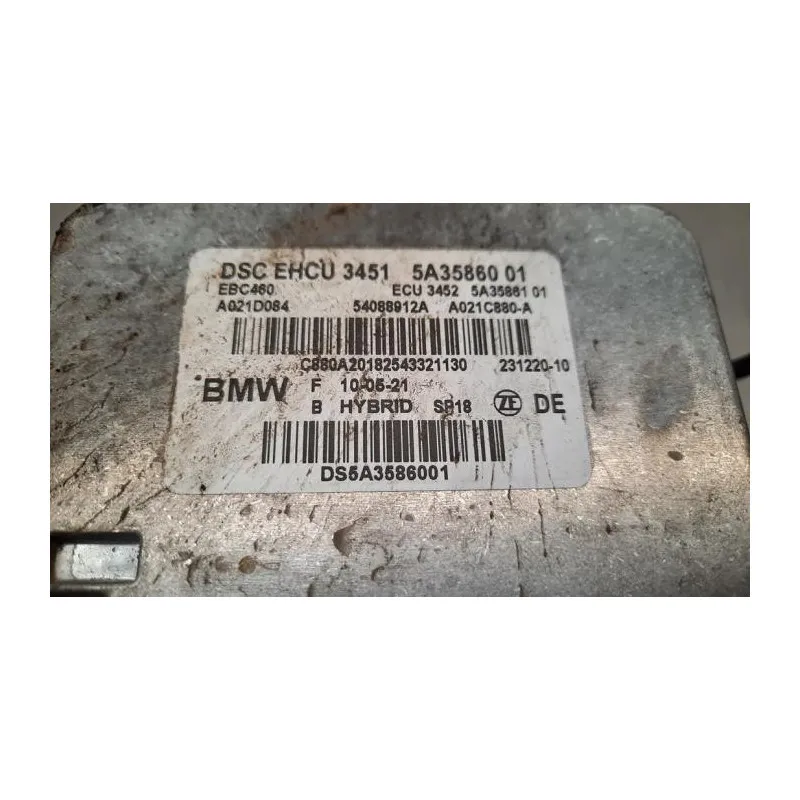 DSC EHCU 3451 5A35860 01
EBC460 ECU 3452 5A35861 01
A021D084 54088912A A021C880-A
C880A20182543321130 231220-10
BMW F 10-05-21
B HYBRID SP18 ZF DE
DS5A3586001